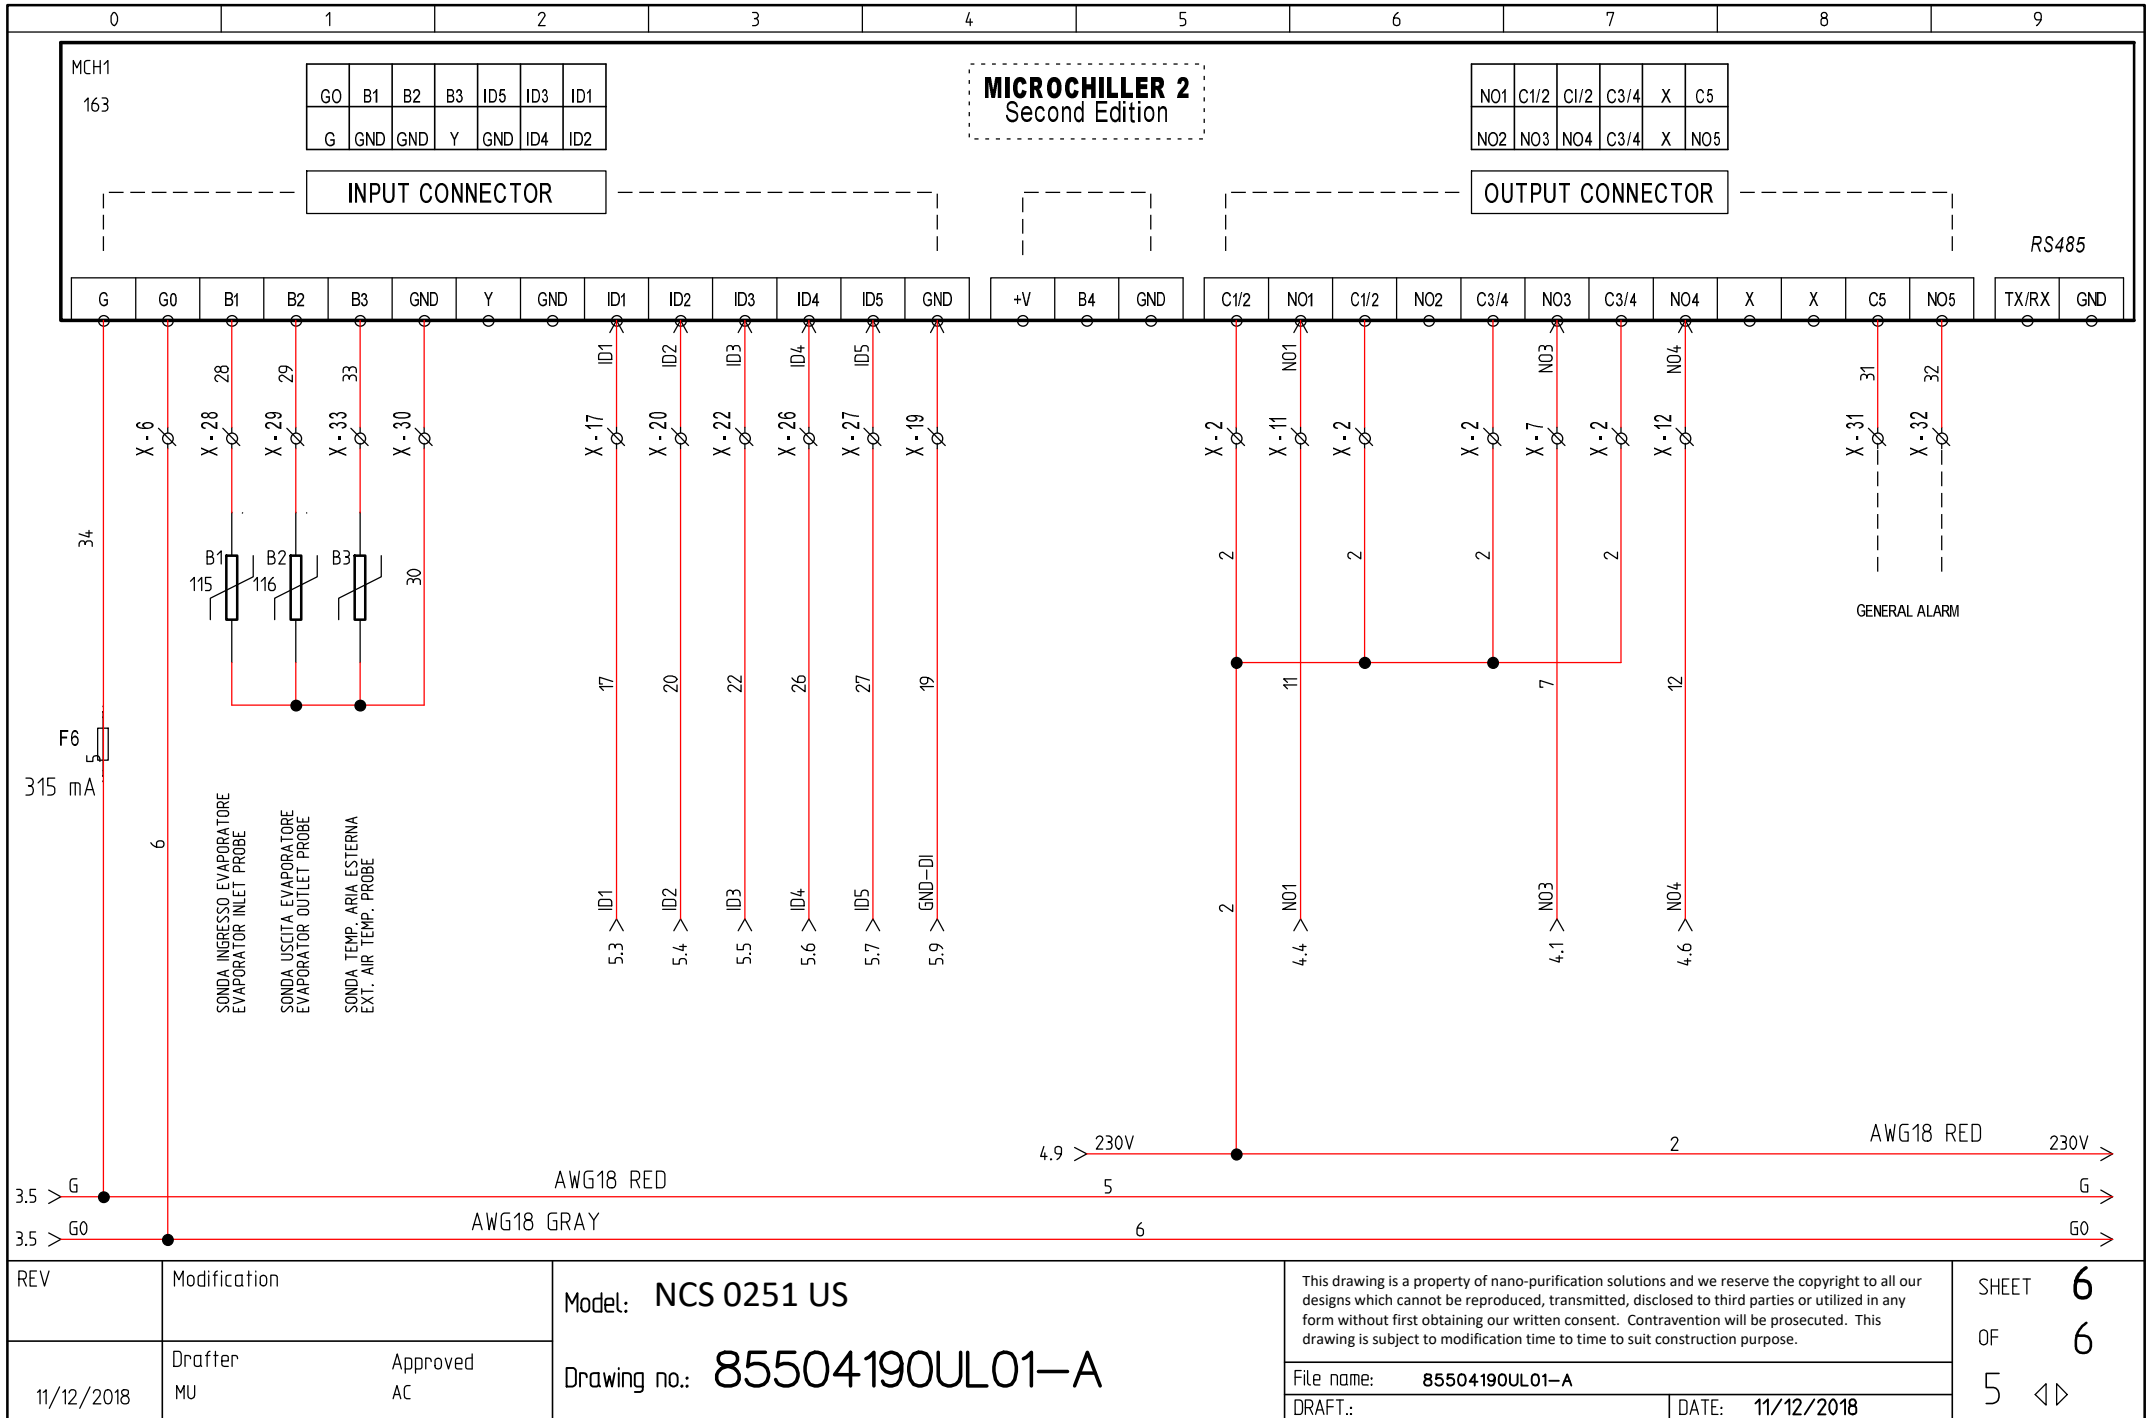 0 1 2 3 4 5 6 7 8 9
MCH1
163
GO B1 B2 B3 ID5 ID3 ID1
G GND GND Y GND ID4 ID2
MICROCHILLER 2
Second Edition
NO1 C1/2 CI/2 C3/4 X C5
NO2 NO3 NO4 C3/4 X NO5
INPUT CONNECTOR
OUTPUT CONNECTOR
RS485
G G0 B1 B2 B3 GND Y GND ID1 ID2 ID3 ID4 ID5 GND +V B4 GND C1/2 NO1 C1/2 NO2 C3/4 NO3 C3/4 NO4 X X C5 NO5 TX/RX GND
28 29 33 ID1 ID2 ID3 ID4 ID5 NO1 NO3 NO4 31 32
X - 6 X - 28 X - 29 X - 33 X - 30 X - 17 X - 20 X - 22 X - 26 X - 27 X - 19 X - 2 X - 11 X - 2 X - 2 X - 7 X - 2 X - 12 X - 31 X - 32
34 2 2 2 2
B1 B2 B3
115 116 30
GENERAL ALARM
17 20 22 26 27 19 11 7 12
F6
5
315 mA
6
SONDA INGRESSO EVAPORATORE
EVAPORATOR INLET PROBE
SONDA USCITA EVAPORATORE
EVAPORATOR OUTLET PROBE
SONDA TEMP. ARIA ESTERNA
EXT. AIR TEMP. PROBE
ID1 ID2 ID3 ID4 ID5 GND-DI 2 NO1 NO3 NO4
5.3 5.4 5.5 5.6 5.7 5.9 4.4 4.1 4.6
4.9 230V 2 AWG18 RED 230V
3.5 G AWG18 RED 5 G
3.5 G0 AWG18 GRAY 6 G0
REV
Modification
Model: NCS 0251 US
This drawing is a property of nano-purification solutions and we reserve the copyright to all our
designs which cannot be reproduced, transmitted, disclosed to third parties or utilized in any
form without first obtaining our written consent. Contravention will be prosecuted. This
drawing is subject to modification time to time to suit construction purpose.
SHEET 6
OF 6
5
11/12/2018
Drafter Approved
MU AC
Drawing no.: 85504190UL01-A
File name: 85504190UL01-A
DRAFT.:
DATE: 11/12/2018